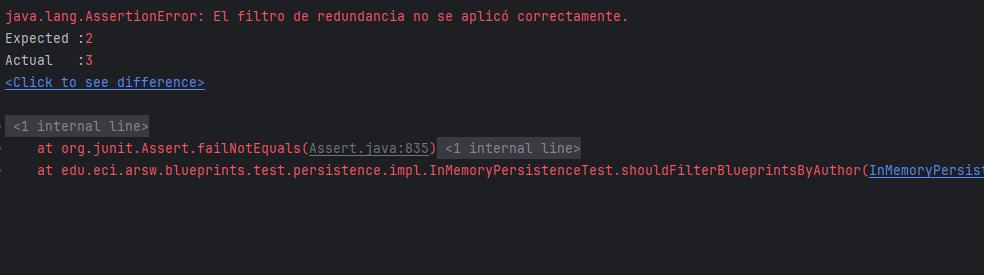 java.lang.AssertionError: El filtro de redundancia no se aplicó correctamente.
Expected :2
Actual   :3
<Click to see difference>
<1 internal line>
at org.junit.Assert.failNotEquals(Assert.java:835) <1 internal line>
at edu.eci.arsw.blueprints.test.persistence.impl.InMemoryPersistenceTest.shouldFilterBlueprintsByAuthor(InMemoryPersist